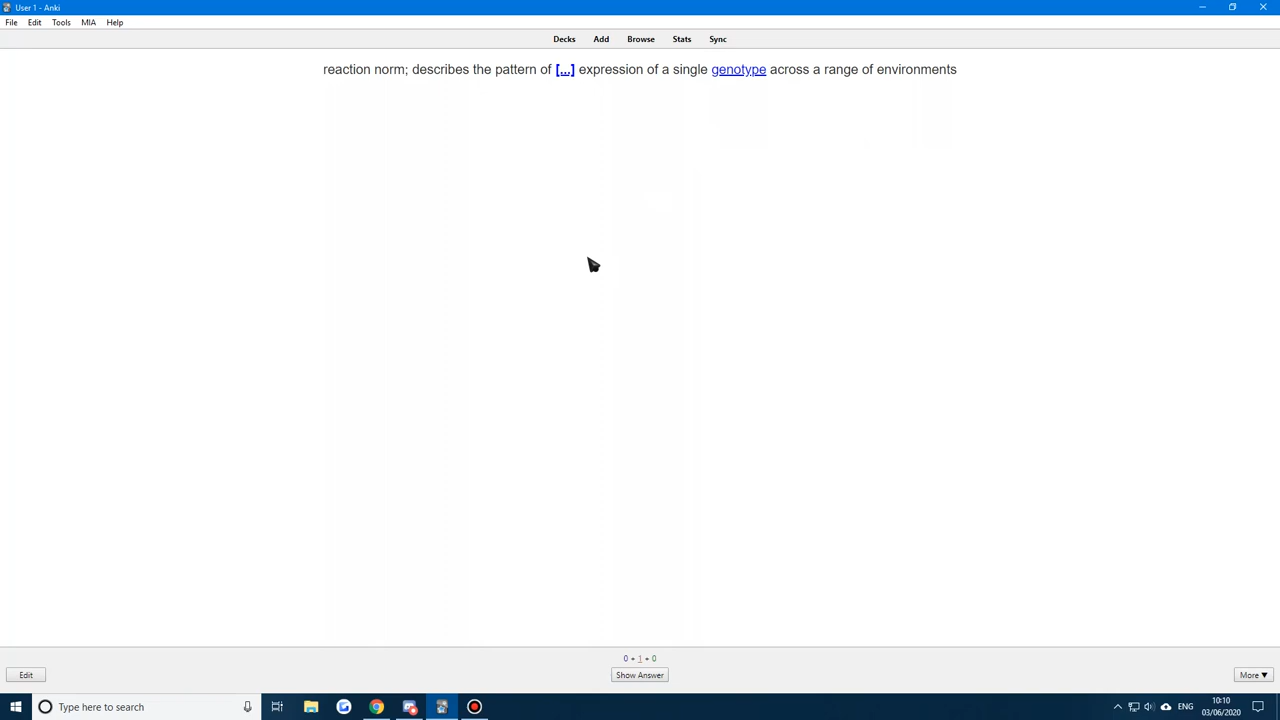 User 1 - Anki
File Edit Tools MIA Help
Decks Add Browse Stats Sync
reaction norm; describes the pattern of [...] expression of a single genotype across a range of environments
0 + 1 + 0
Edit Show Answer More ▼
Type here to search ENG 10:10
03/06/2020